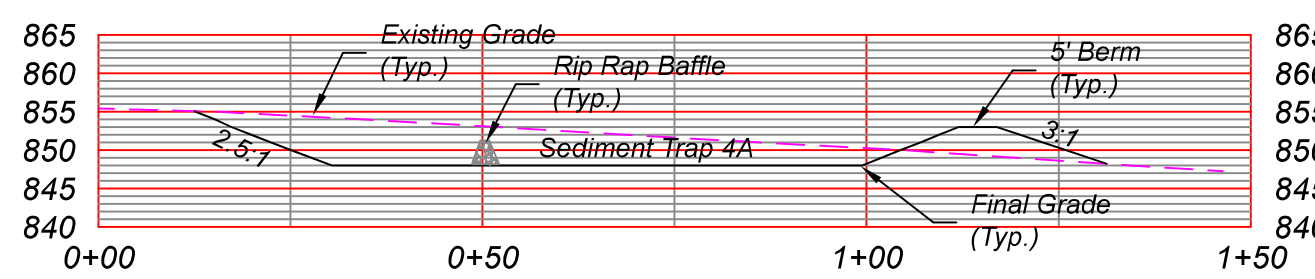 865
860
855
850
845
840
Existing Grade
(Typ.)
Rip Rap Baffle
(Typ.)
5' Berm
(Typ.)
2.5:1
Sediment Trap 4A
3:1
Final Grade
(Typ.)
865
860
855
850
845
840
0+00
0+50
1+00
1+50